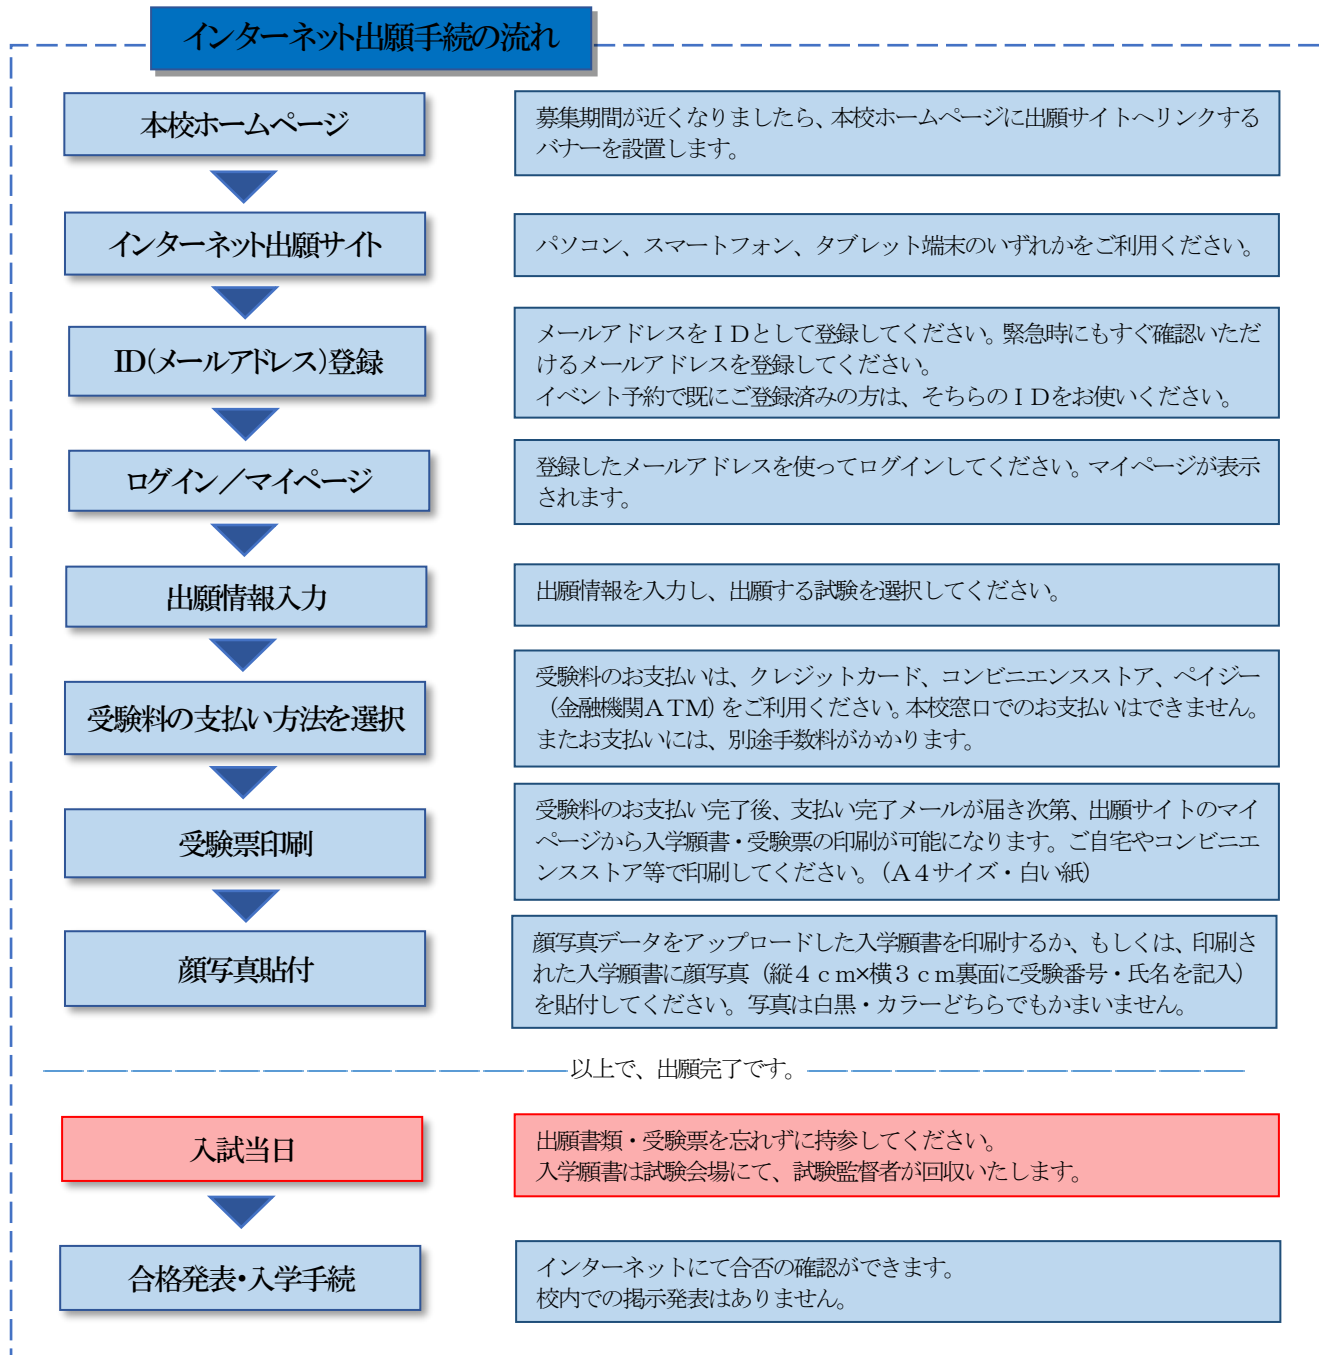 インターネット出願手続の流れ
本校ホームページ
募集期間が近くなりましたら、本校ホームページに出願サイトへリンクする
バナーを設置します。
インターネット出願サイト
パソコン、スマートフォン、タブレット端末のいずれかをご利用ください。
ID(メールアドレス)登録
メールアドレスをＩＤとして登録してください。緊急時にもすぐ確認いただ
けるメールアドレスを登録してください。
イベント予約で既にご登録済みの方は、そちらのＩＤをお使いください。
ログイン／マイページ
登録したメールアドレスを使ってログインしてください。マイページが表示
されます。
出願情報入力
出願情報を入力し、出願する試験を選択してください。
受験料の支払い方法を選択
受験料のお支払いは、クレジットカード、コンビニエンスストア、ペイジー
（金融機関ＡＴＭ）をご利用ください。本校窓口でのお支払いはできません。
またお支払いには、別途手数料がかかります。
受験票印刷
受験料のお支払い完了後、支払い完了メールが届き次第、出願サイトのマイ
ページから入学願書・受験票の印刷が可能になります。ご自宅やコンビニエ
ンスストア等で印刷してください。（Ａ４サイズ・白い紙）
顔写真貼付
顔写真データをアップロードした入学願書を印刷するか、もしくは、印刷さ
れた入学願書に顔写真（縦４ｃｍ×横３ｃｍ裏面に受験番号・氏名を記入）
を貼付してください。写真は白黒・カラーどちらでもかまいません。
以上で、出願完了です。
入試当日
出願書類・受験票を忘れずに持参してください。
入学願書は試験会場にて、試験監督者が回収いたします。
合格発表・入学手続
インターネットにて合否の確認ができます。
校内での掲示発表はありません。